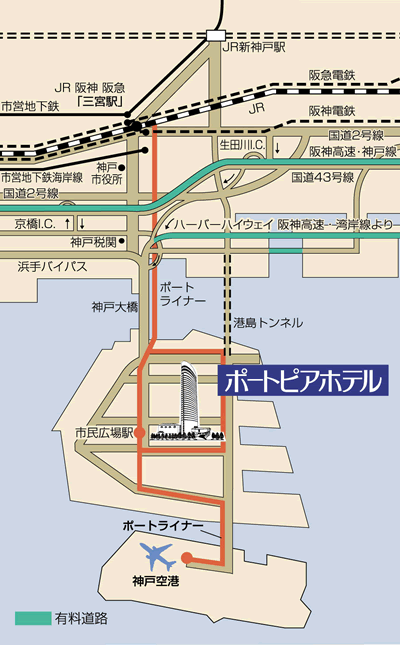 JR新神戸駅
JR 阪神 阪急
「三宮駅」
阪急電鉄
市営地下鉄
JR
阪神電鉄
国道2号線
生田川I.C.
阪神高速・神戸線
神戸
市役所
市営地下鉄海岸線
国道43号線
国道2号線
京橋I.C.
ハーバーハイウェイ
阪神高速…湾岸線より
神戸税関
浜手バイパス
ポート
ライナー
神戸大橋
港島トンネル
ポートピアホテル
市民広場駅
ポートライナー
神戸空港
有料道路